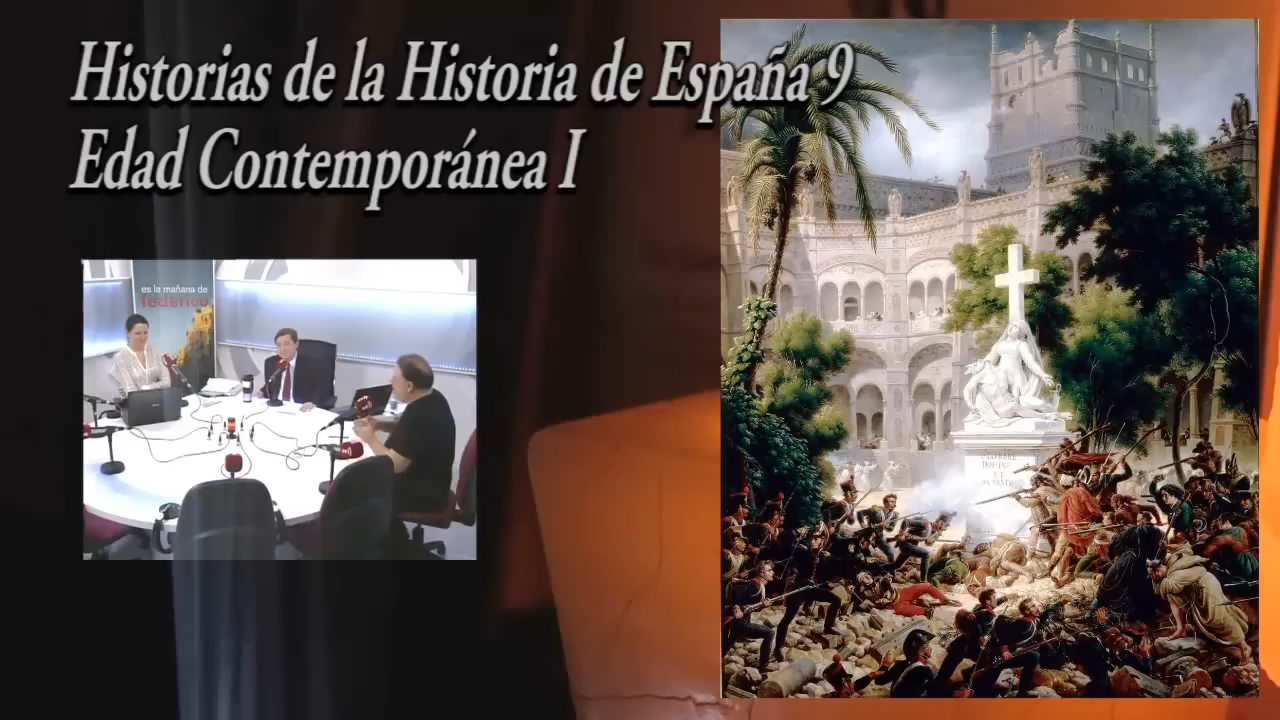 Historias de la Historia de España 9
Edad Contemporánea I
es la mañana de
federico